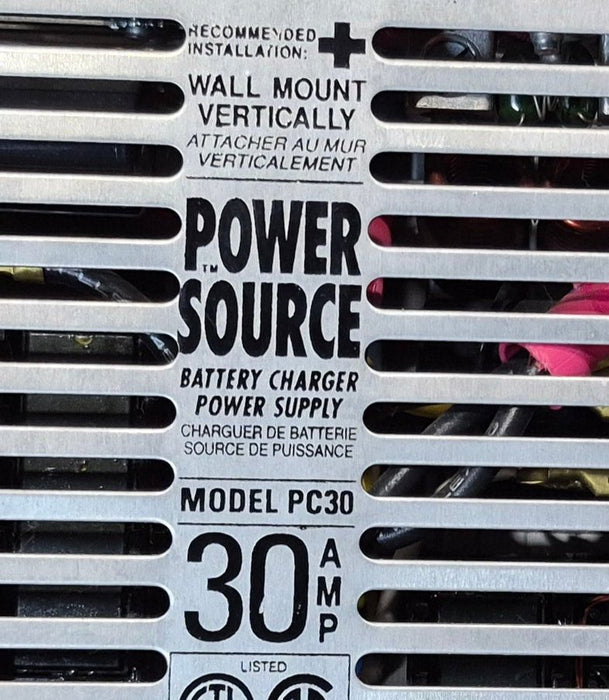 RECOMMENDED
INSTALLATION:
WALL MOUNT
VERTICALLY
ATTACHER AU MUR
VERTICALEMENT
POWER
™
SOURCE
BATTERY CHARGER
POWER SUPPLY
CHARGUER DE BATTERIE
SOURCE DE PUISSANCE
MODEL PC30
30 AMP
LISTED